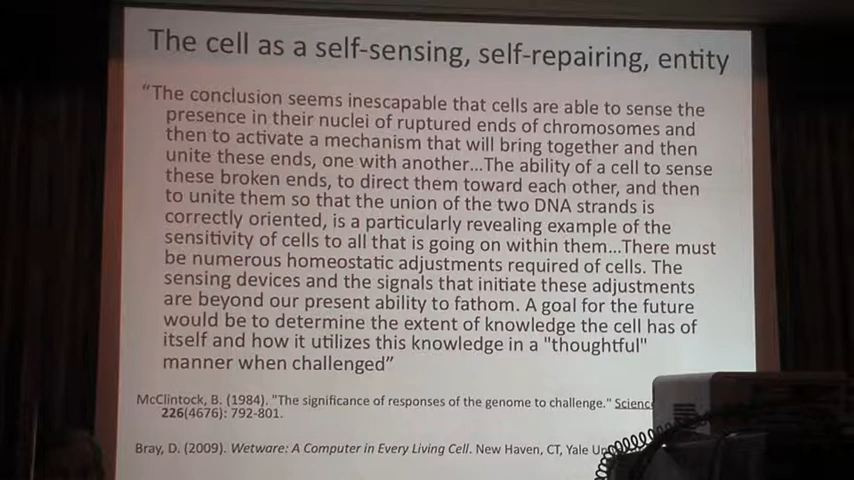 The cell as a self-sensing, self-repairing, entity
“The conclusion seems inescapable that cells are able to sense the
presence in their nuclei of ruptured ends of chromosomes and
then to activate a mechanism that will bring together and then
unite these ends, one with another...The ability of a cell to sense
these broken ends, to direct them toward each other, and then
to unite them so that the union of the two DNA strands is
correctly oriented, is a particularly revealing example of the
sensitivity of cells to all that is going on within them...There must
be numerous homeostatic adjustments required of cells. The
sensing devices and the signals that initiate these adjustments
are beyond our present ability to fathom. A goal for the future
would be to determine the extent of knowledge the cell has of
itself and how it utilizes this knowledge in a "thoughtful"
manner when challenged”
McClintock, B. (1984). "The significance of responses of the genome to challenge." Science
226(4676): 792-801.
Bray, D. (2009). Wetware: A Computer in Every Living Cell. New Haven, CT, Yale